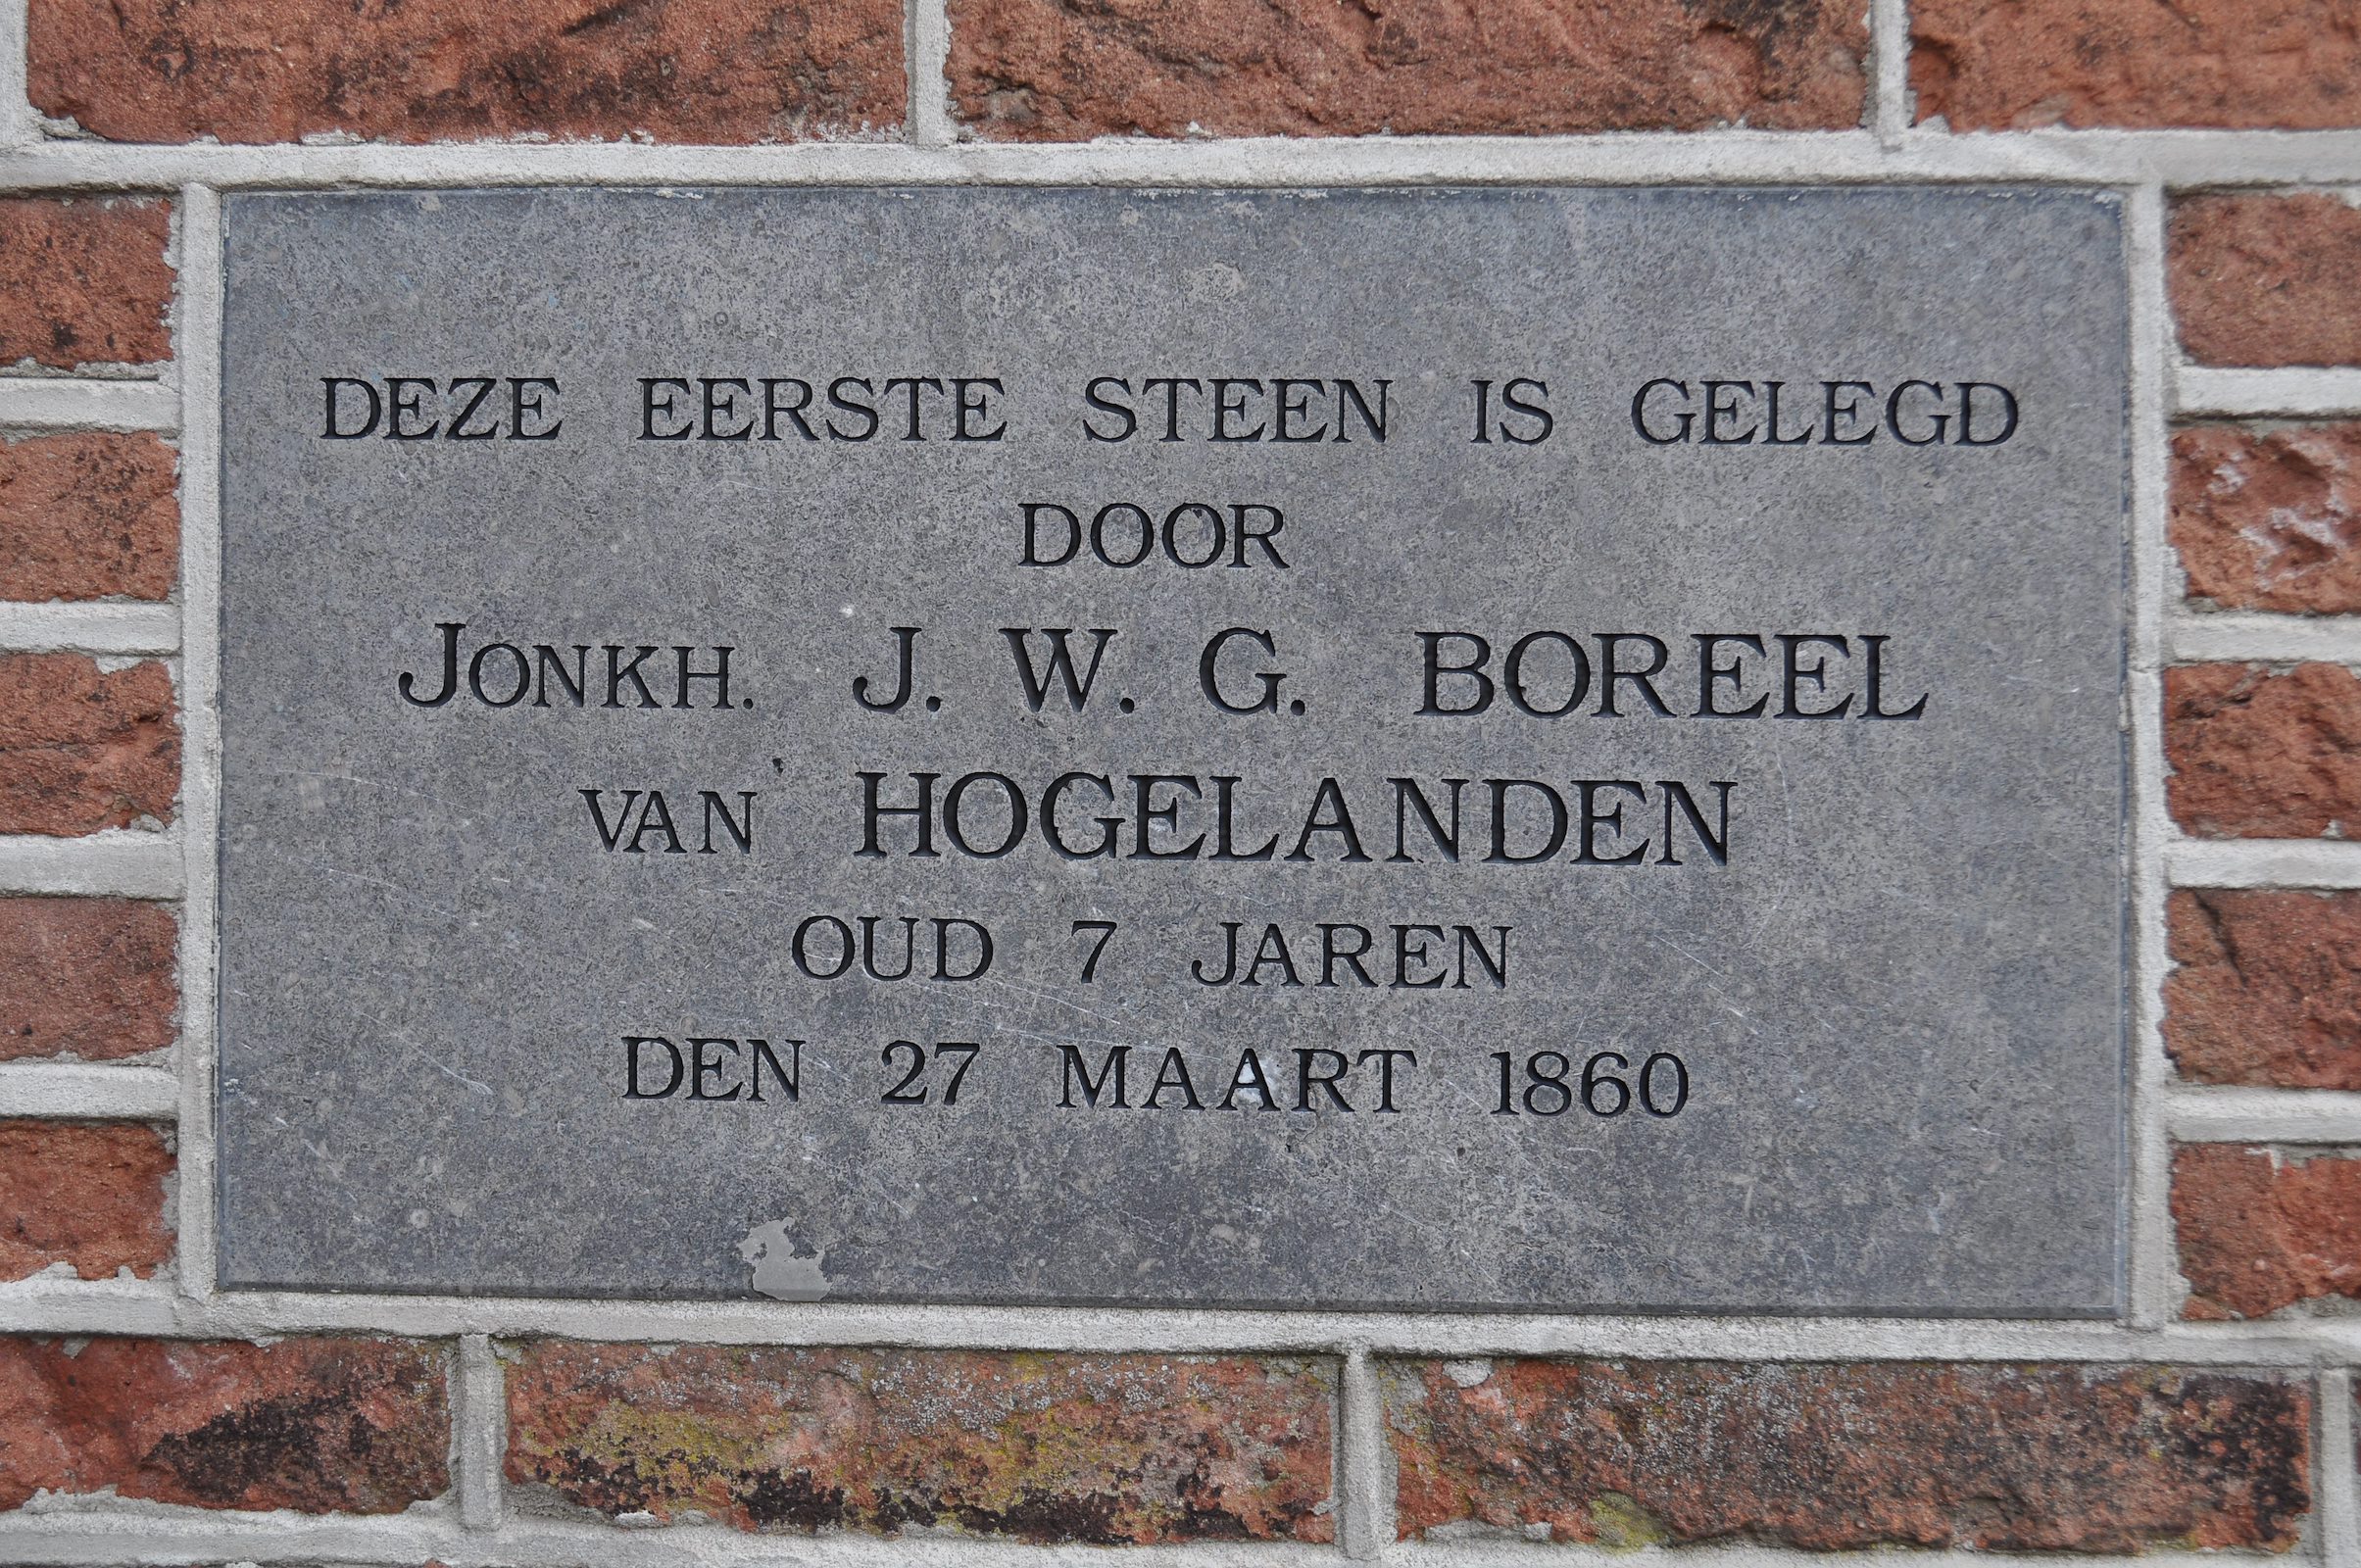 DEZE EERSTE STEEN IS GELEGD
DOOR
JONKH. J. W. G. BOREEL
VAN HOGELANDEN
OUD 7 JAREN
DEN 27 MAART 1860